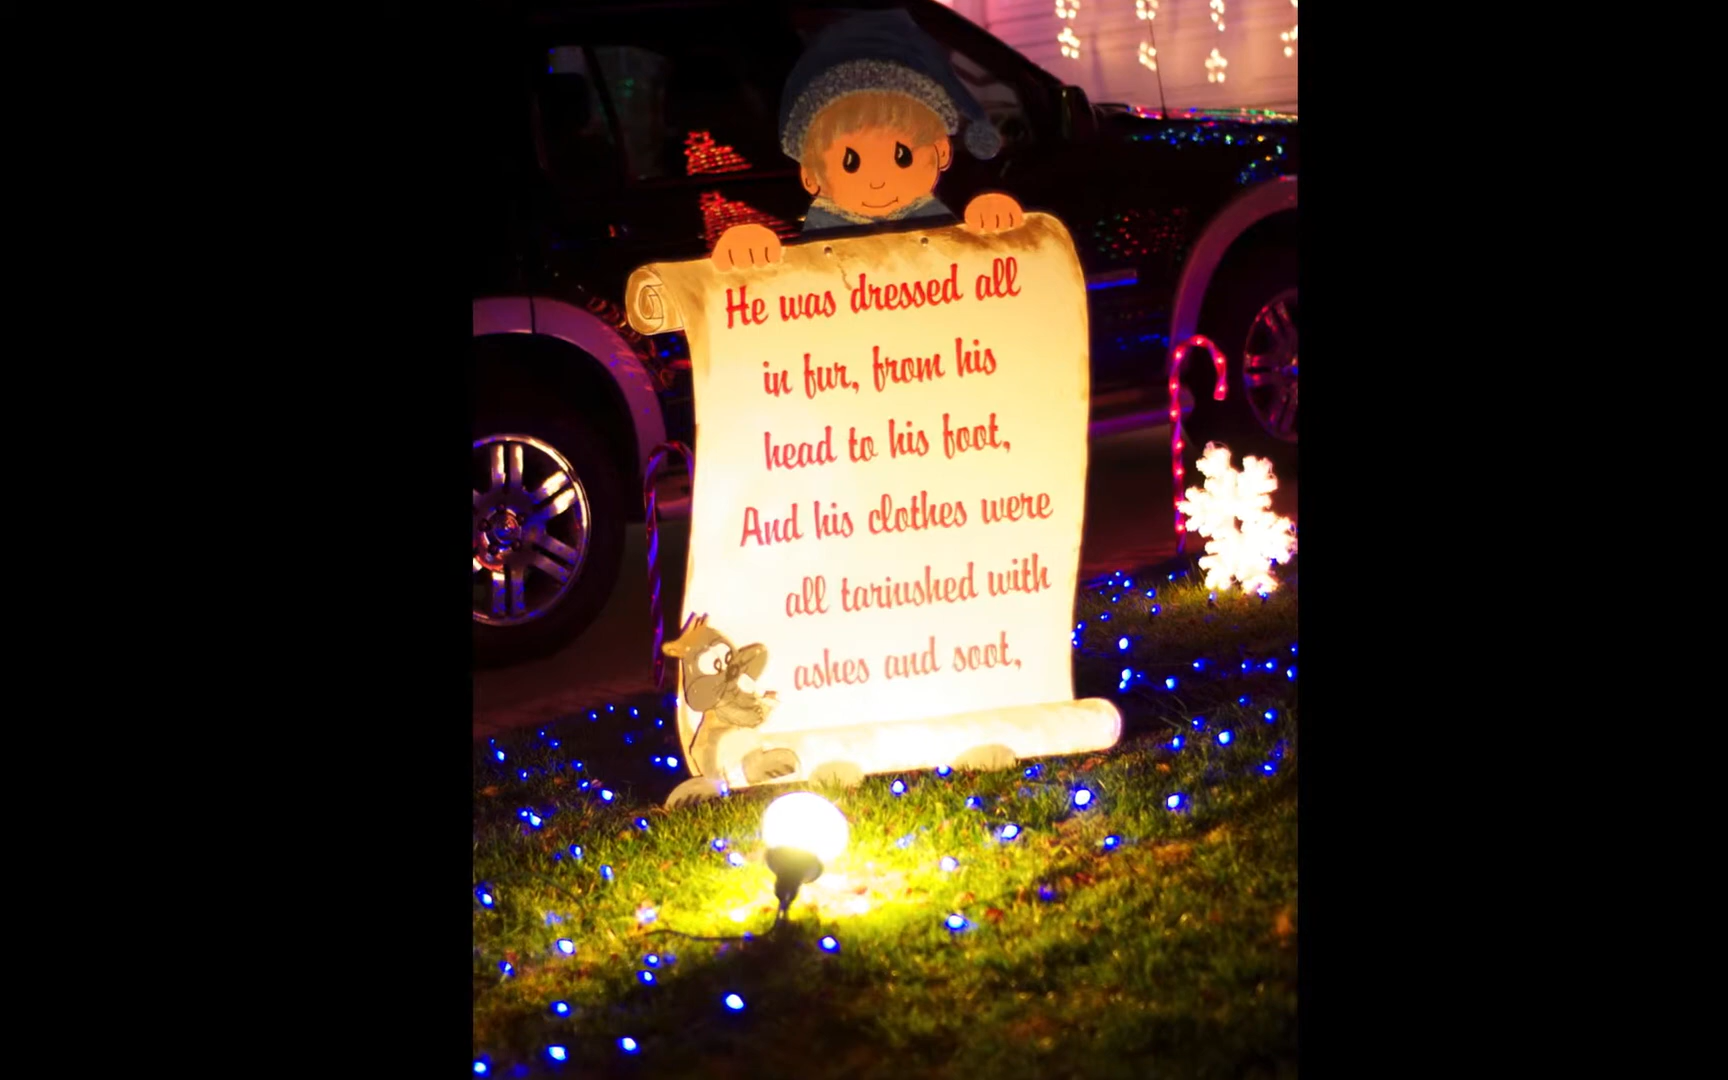 He was dressed all
in fur, from his
head to his foot,
And his clothes were
all tariushed with
ashes and soot,